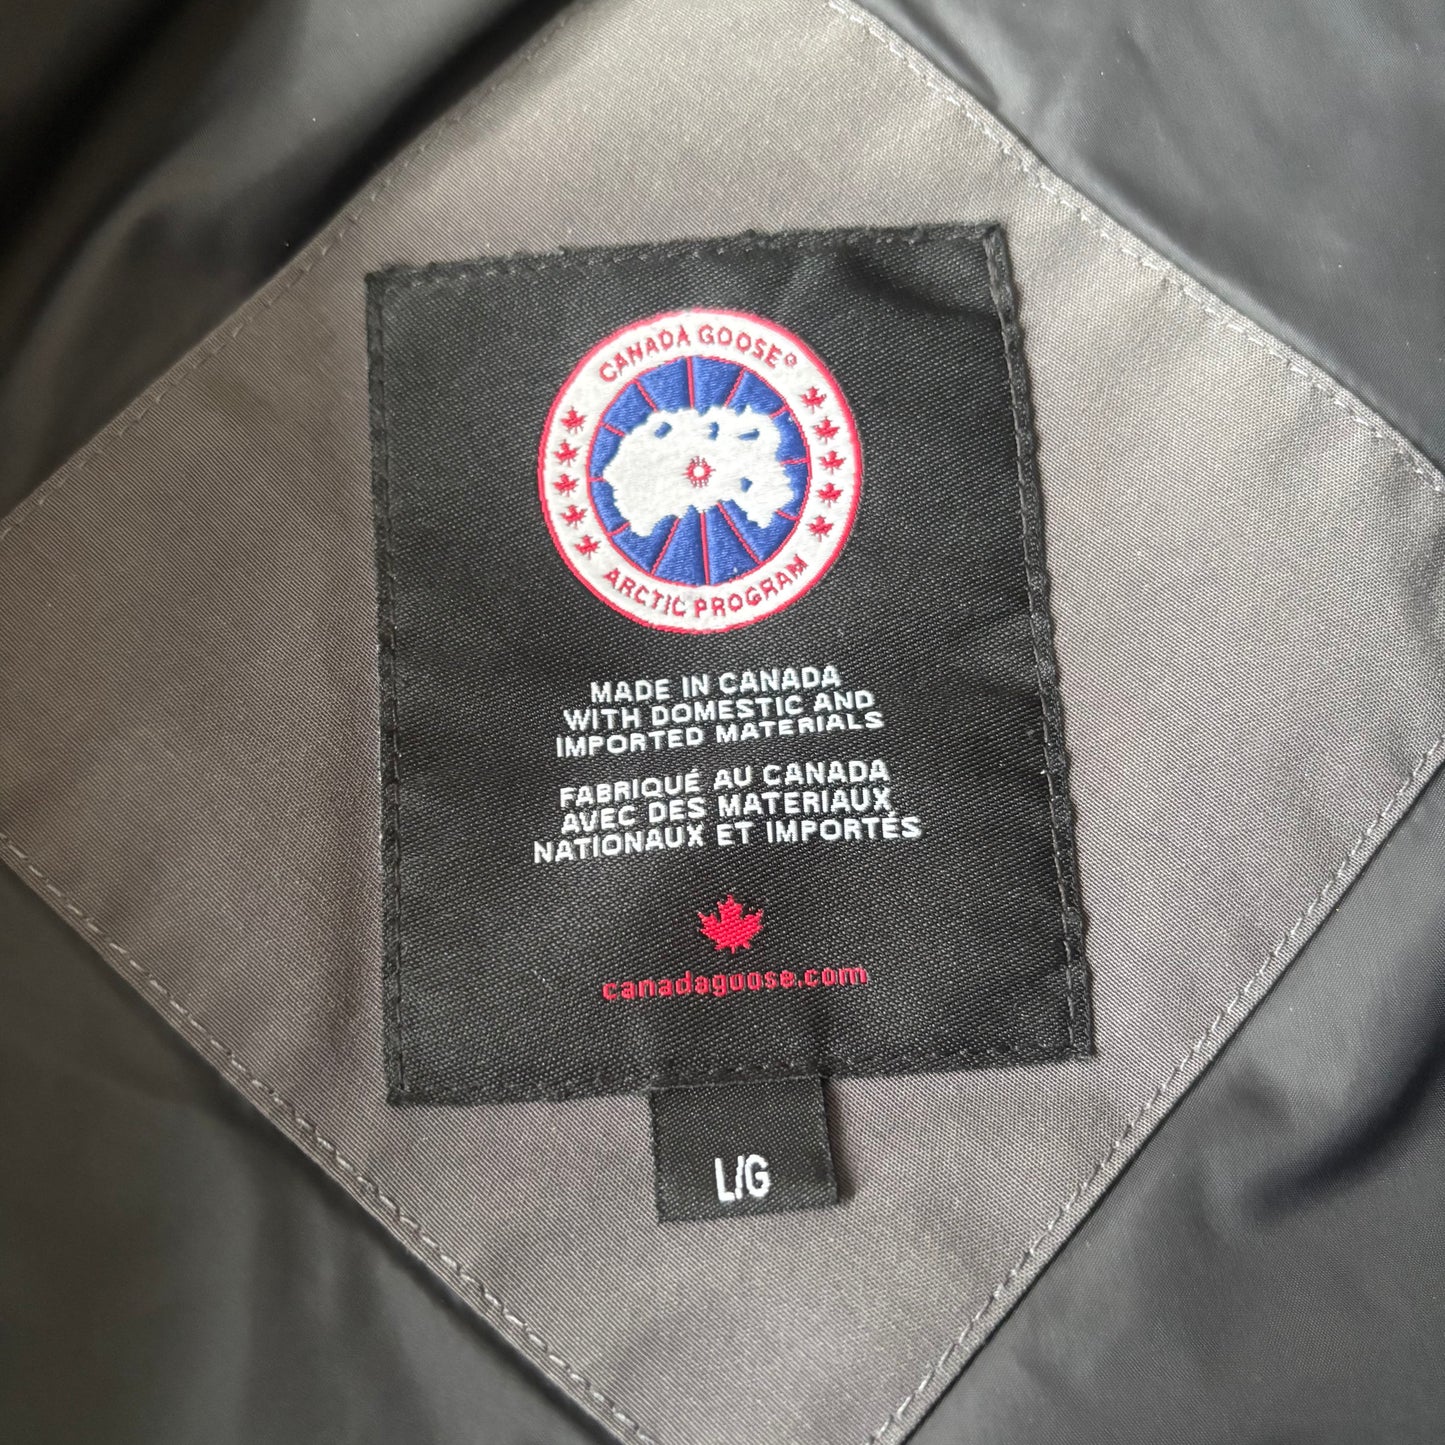 CANADA GOOSE®
ARCTIC PROGRAM
MADE IN CANADA
WITH DOMESTIC AND
IMPORTED MATERIALS
FABRIQUÉ AU CANADA
AVEC DES MATERIAUX
NATIONAUX ET IMPORTÉS
canadagoose.com
L/G